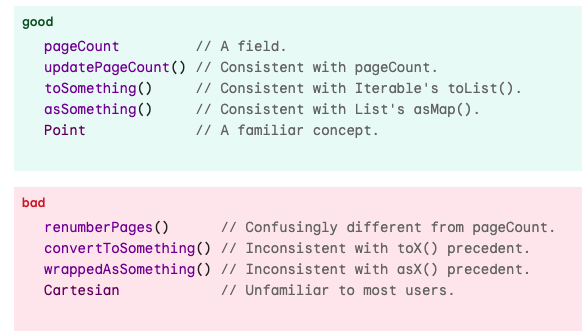 good
pageCount         // A field.
updatePageCount() // Consistent with pageCount.
toSomething()     // Consistent with Iterable's toList().
asSomething()     // Consistent with List's asMap().
Point             // A familiar concept.
bad
renumberPages()      // Confusingly different from pageCount.
convertToSomething() // Inconsistent with toX() precedent.
wrappedAsSomething() // Inconsistent with asX() precedent.
Cartesian            // Unfamiliar to most users.